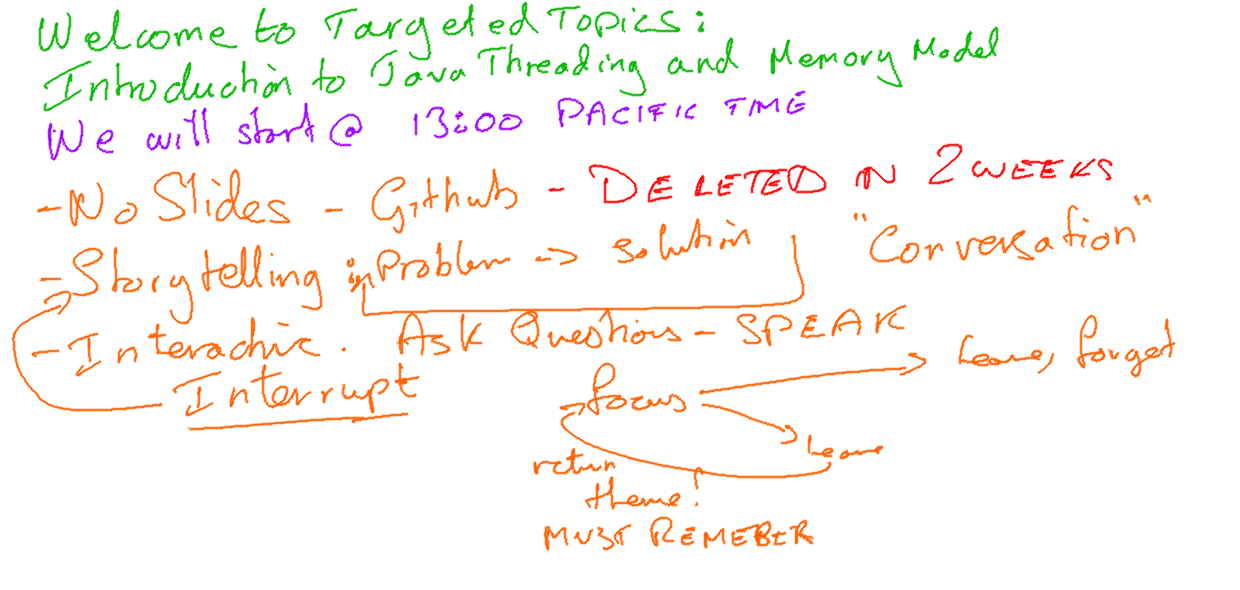 Welcome to Targeted Topics:
Introduction to Java Threading and Memory Model
We will start @ 13:00 PACIFIC TIME
- No Slides - Github - DELETED IN 2 WEEKS
- Storytelling in Problem -> solution "Conversation"
- Interactive. Ask Questions - SPEAK
Interrupt
focus
leave, forget
leave
return
theme!
MUST REMEBER